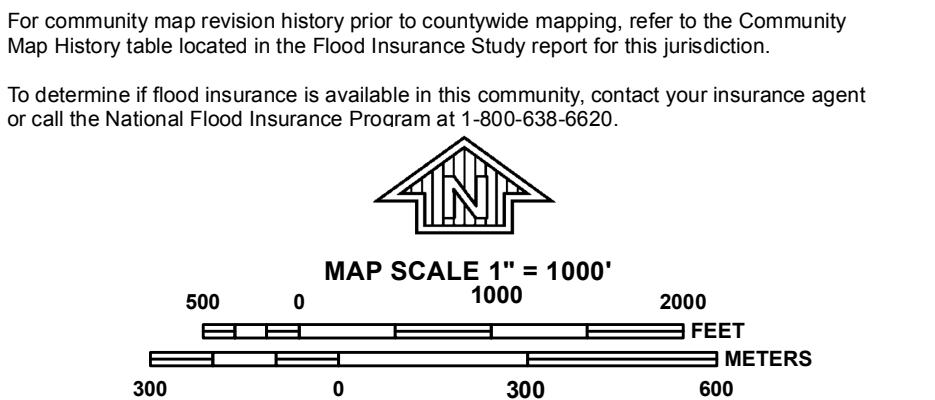 For community map revision history prior to countywide mapping, refer to the Community
Map History table located in the Flood Insurance Study report for this jurisdiction.
To determine if flood insurance is available in this community, contact your insurance agent
or call the National Flood Insurance Program at 1-800-638-6620.
N
MAP SCALE 1" = 1000'
500 0 1000 2000
FEET
METERS
300 0 300 600